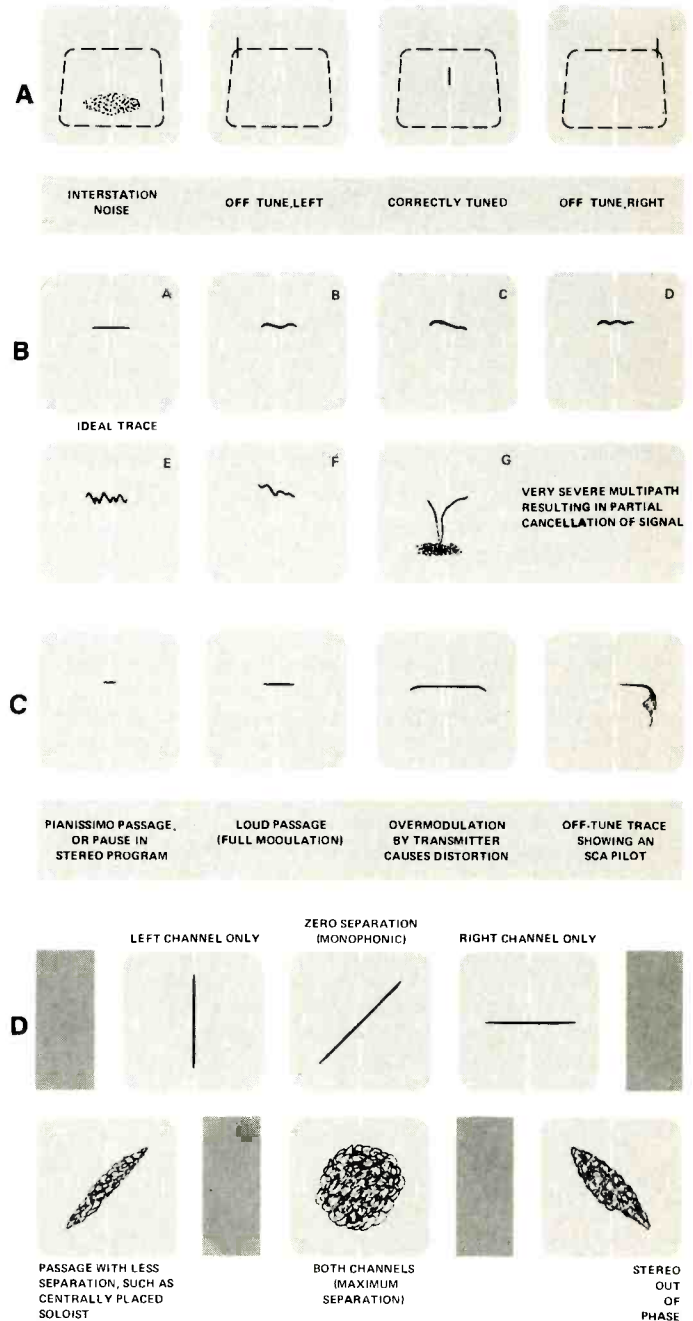 A
INTERSTATION
NOISE
OFF TUNE,LEFT
CORRECTLY TUNED
OFF TUNE,RIGHT
B
A
B
C
D
IDEAL TRACE
E
F
G
VERY SEVERE MULTIPATH
RESULTING IN PARTIAL
CANCELLATION OF SIGNAL
C
PIANISSIMO PASSAGE,
OR PAUSE IN
STEREO PROGRAM
LOUD PASSAGE
(FULL MODULATION)
OVERMODULATION
BY TRANSMITTER
CAUSES DISTORTION
OFF-TUNE TRACE
SHOWING AN
SCA PILOT
D
LEFT CHANNEL ONLY
ZERO SEPARATION
(MONOPHONIC)
RIGHT CHANNEL ONLY
PASSAGE WITH LESS
SEPARATION, SUCH AS
CENTRALLY PLACED
SOLOIST
BOTH CHANNELS
(MAXIMUM
SEPARATION)
STEREO
OUT
OF
PHASE